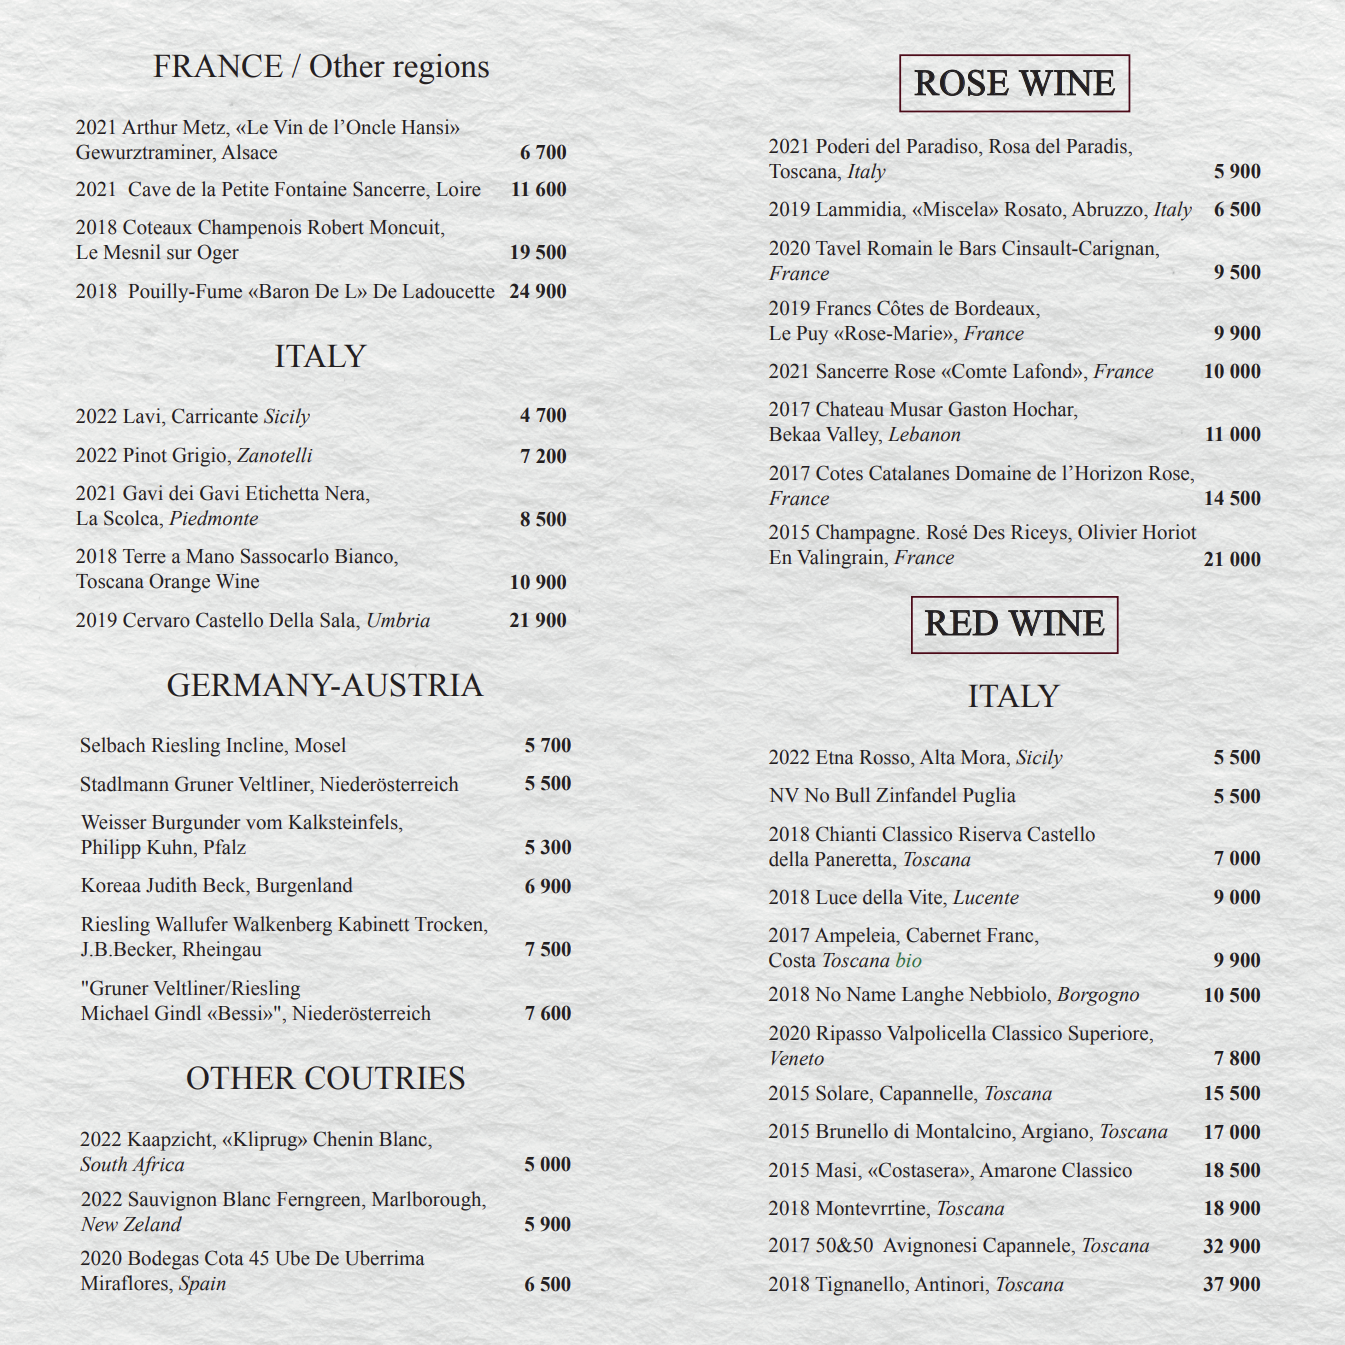 FRANCE / Other regions
2021 Arthur Metz, «Le Vin de l’Oncle Hansi»
Gewurztraminer, Alsace 6 700
2021 Cave de la Petite Fontaine Sancerre, Loire 11 600
2018 Coteaux Champenois Robert Moncuit,
Le Mesnil sur Oger 19 500
2018 Pouilly-Fume «Baron De L» De Ladoucette 24 900
ITALY
2022 Lavi, Carricante Sicily 4 700
2022 Pinot Grigio, Zanotelli 7 200
2021 Gavi dei Gavi Etichetta Nera,
La Scolca, Piedmonte 8 500
2018 Terre a Mano Sassocarlo Bianco,
Toscana Orange Wine 10 900
2019 Cervaro Castello Della Sala, Umbria 21 900
GERMANY-AUSTRIA
Selbach Riesling Incline, Mosel 5 700
Stadlmann Gruner Veltliner, Niederösterreich 5 500
Weisser Burgunder vom Kalksteinfels,
Philipp Kuhn, Pfalz 5 300
Koreaa Judith Beck, Burgenland 6 900
Riesling Wallufer Walkenberg Kabinett Trocken,
J.B.Becker, Rheingau 7 500
"Gruner Veltliner/Riesling
Michael Gindl «Bessi»", Niederösterreich 7 600
OTHER COUTRIES
2022 Kaapzicht, «Kliprug» Chenin Blanc,
South Africa 5 000
2022 Sauvignon Blanc Ferngreen, Marlborough,
New Zeland 5 900
2020 Bodegas Cota 45 Ube De Uberrima
Miraflores, Spain 6 500
ROSE WINE
2021 Poderi del Paradiso, Rosa del Paradis,
Toscana, Italy 5 900
2019 Lammidia, «Miscela» Rosato, Abruzzo, Italy 6 500
2020 Tavel Romain le Bars Cinsault-Carignan,
France 9 500
2019 Francs Côtes de Bordeaux,
Le Puy «Rose-Marie», France 9 900
2021 Sancerre Rose «Comte Lafond», France 10 000
2017 Chateau Musar Gaston Hochar,
Bekaa Valley, Lebanon 11 000
2017 Cotes Catalanes Domaine de l’Horizon Rose,
France 14 500
2015 Champagne. Rosé Des Riceys, Olivier Horiot
En Valingrain, France 21 000
RED WINE
ITALY
2022 Etna Rosso, Alta Mora, Sicily 5 500
NV No Bull Zinfandel Puglia 5 500
2018 Chianti Classico Riserva Castello
della Paneretta, Toscana 7 000
2018 Luce della Vite, Lucente 9 000
2017 Ampeleia, Cabernet Franc,
Costa Toscana bio 9 900
2018 No Name Langhe Nebbiolo, Borgogno 10 500
2020 Ripasso Valpolicella Classico Superiore,
Veneto 7 800
2015 Solare, Capannelle, Toscana 15 500
2015 Brunello di Montalcino, Argiano, Toscana 17 000
2015 Masi, «Costasera», Amarone Classico 18 500
2018 Montevrrtine, Toscana 18 900
2017 50&50 Avignonesi Capannele, Toscana 32 900
2018 Tignanello, Antinori, Toscana 37 900